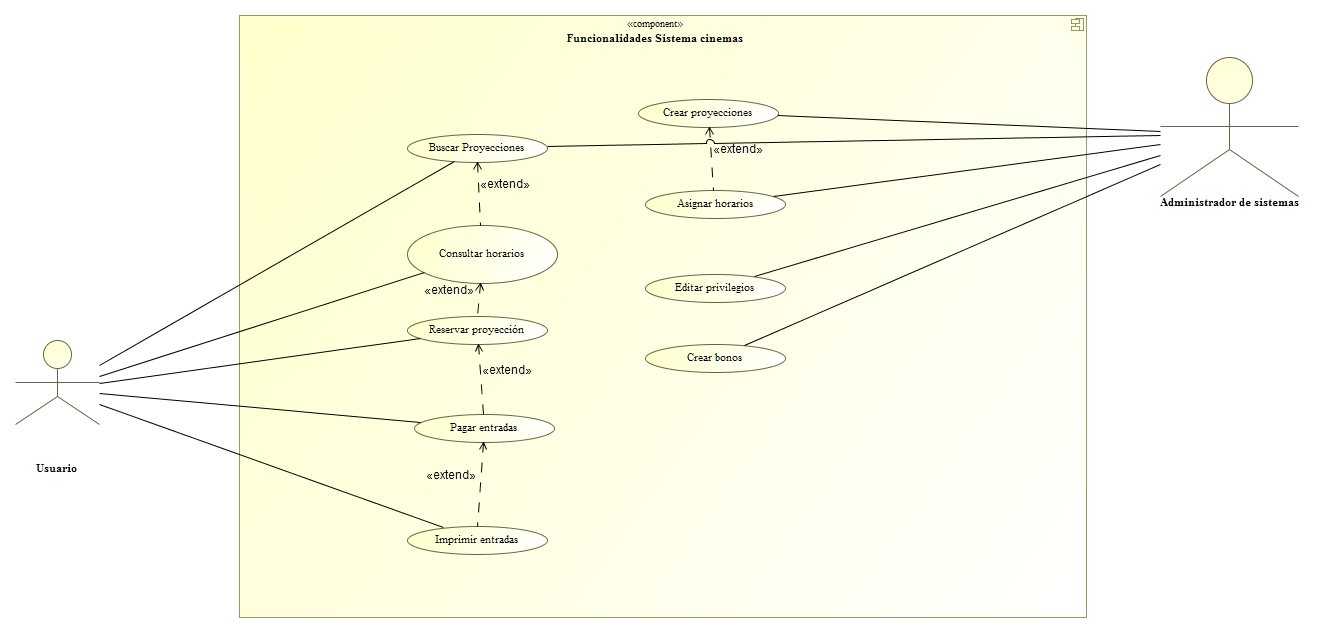 «component»
Funcionalidades Sistema cinemas
Crear proyecciones
Buscar Proyecciones
«extend»
«extend»
Asignar horarios
Administrador de sistemas
Consultar horarios
«extend»
Editar privilegios
Reservar proyección
Crear bonos
«extend»
Pagar entradas
Usuario
«extend»
Imprimir entradas